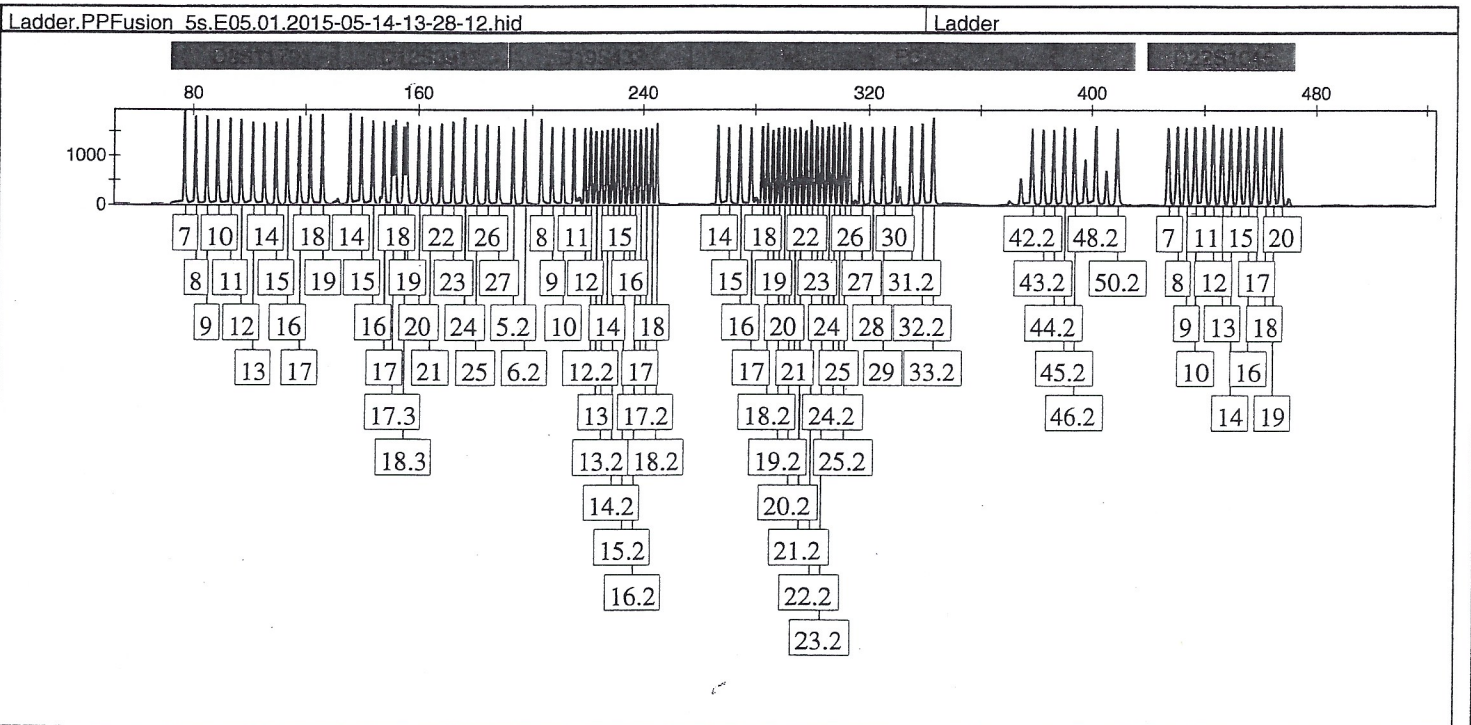 Ladder.PPFusion_5s.E05.01.2015-05-14-13-28-12.hid Ladder
80 160 240 320 400 480
1000
0
7 10 14 18 14 18 22 26 8 11 15 14 18 22 26 30 42.2 48.2 7 11 15 20
8 11 15 19 15 19 23 27 9 12 16 15 19 23 27 31.2 43.2 50.2 8 12 17
9 12 16 16 20 24 5.2 10 14 18 16 20 24 28 32.2 44.2 9 13 18
13 17 17 21 25 6.2 12.2 17 17 21 25 29 33.2 45.2 10 16
17.3 13 17.2 18.2 24.2 46.2 14 19
18.3 13.2 18.2 19.2 25.2
14.2 20.2
15.2 21.2
16.2 22.2
23.2